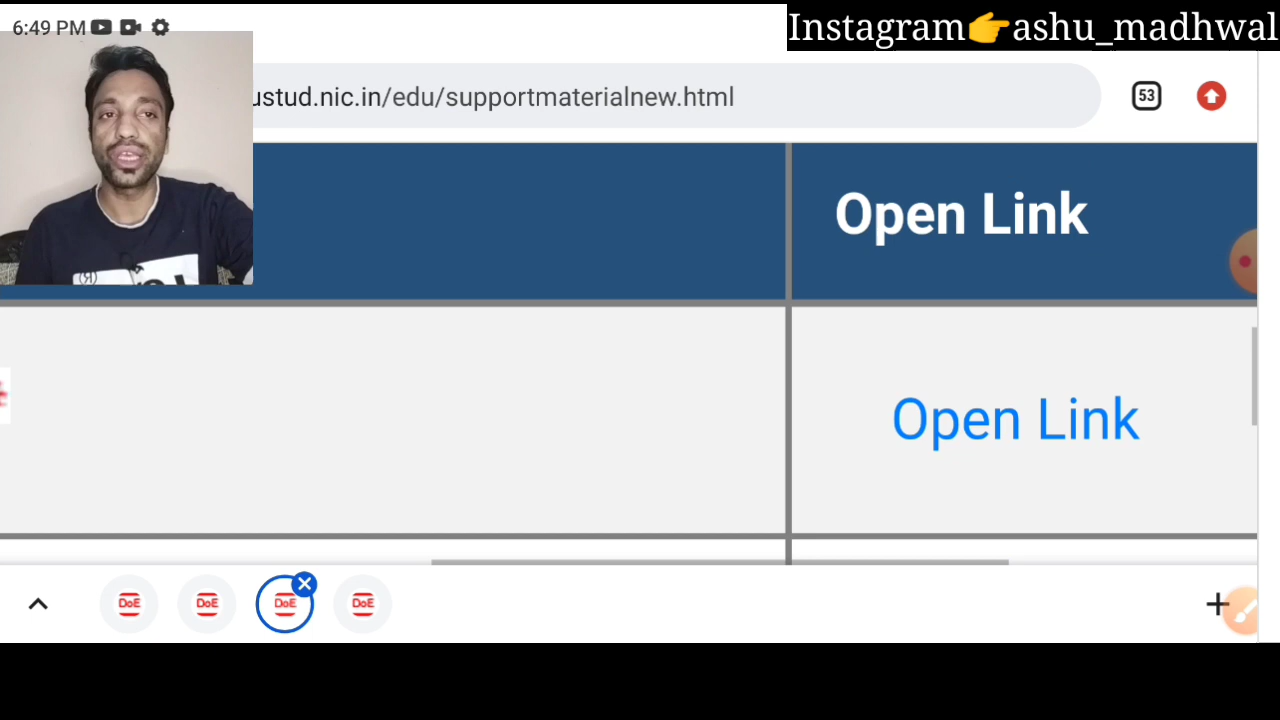 6:49 PM
Instagram👉ashu_madhwal
ustud.nic.in/edu/supportmaterialnew.html
53
Open Link
Open Link
DoE DoE DoE DoE